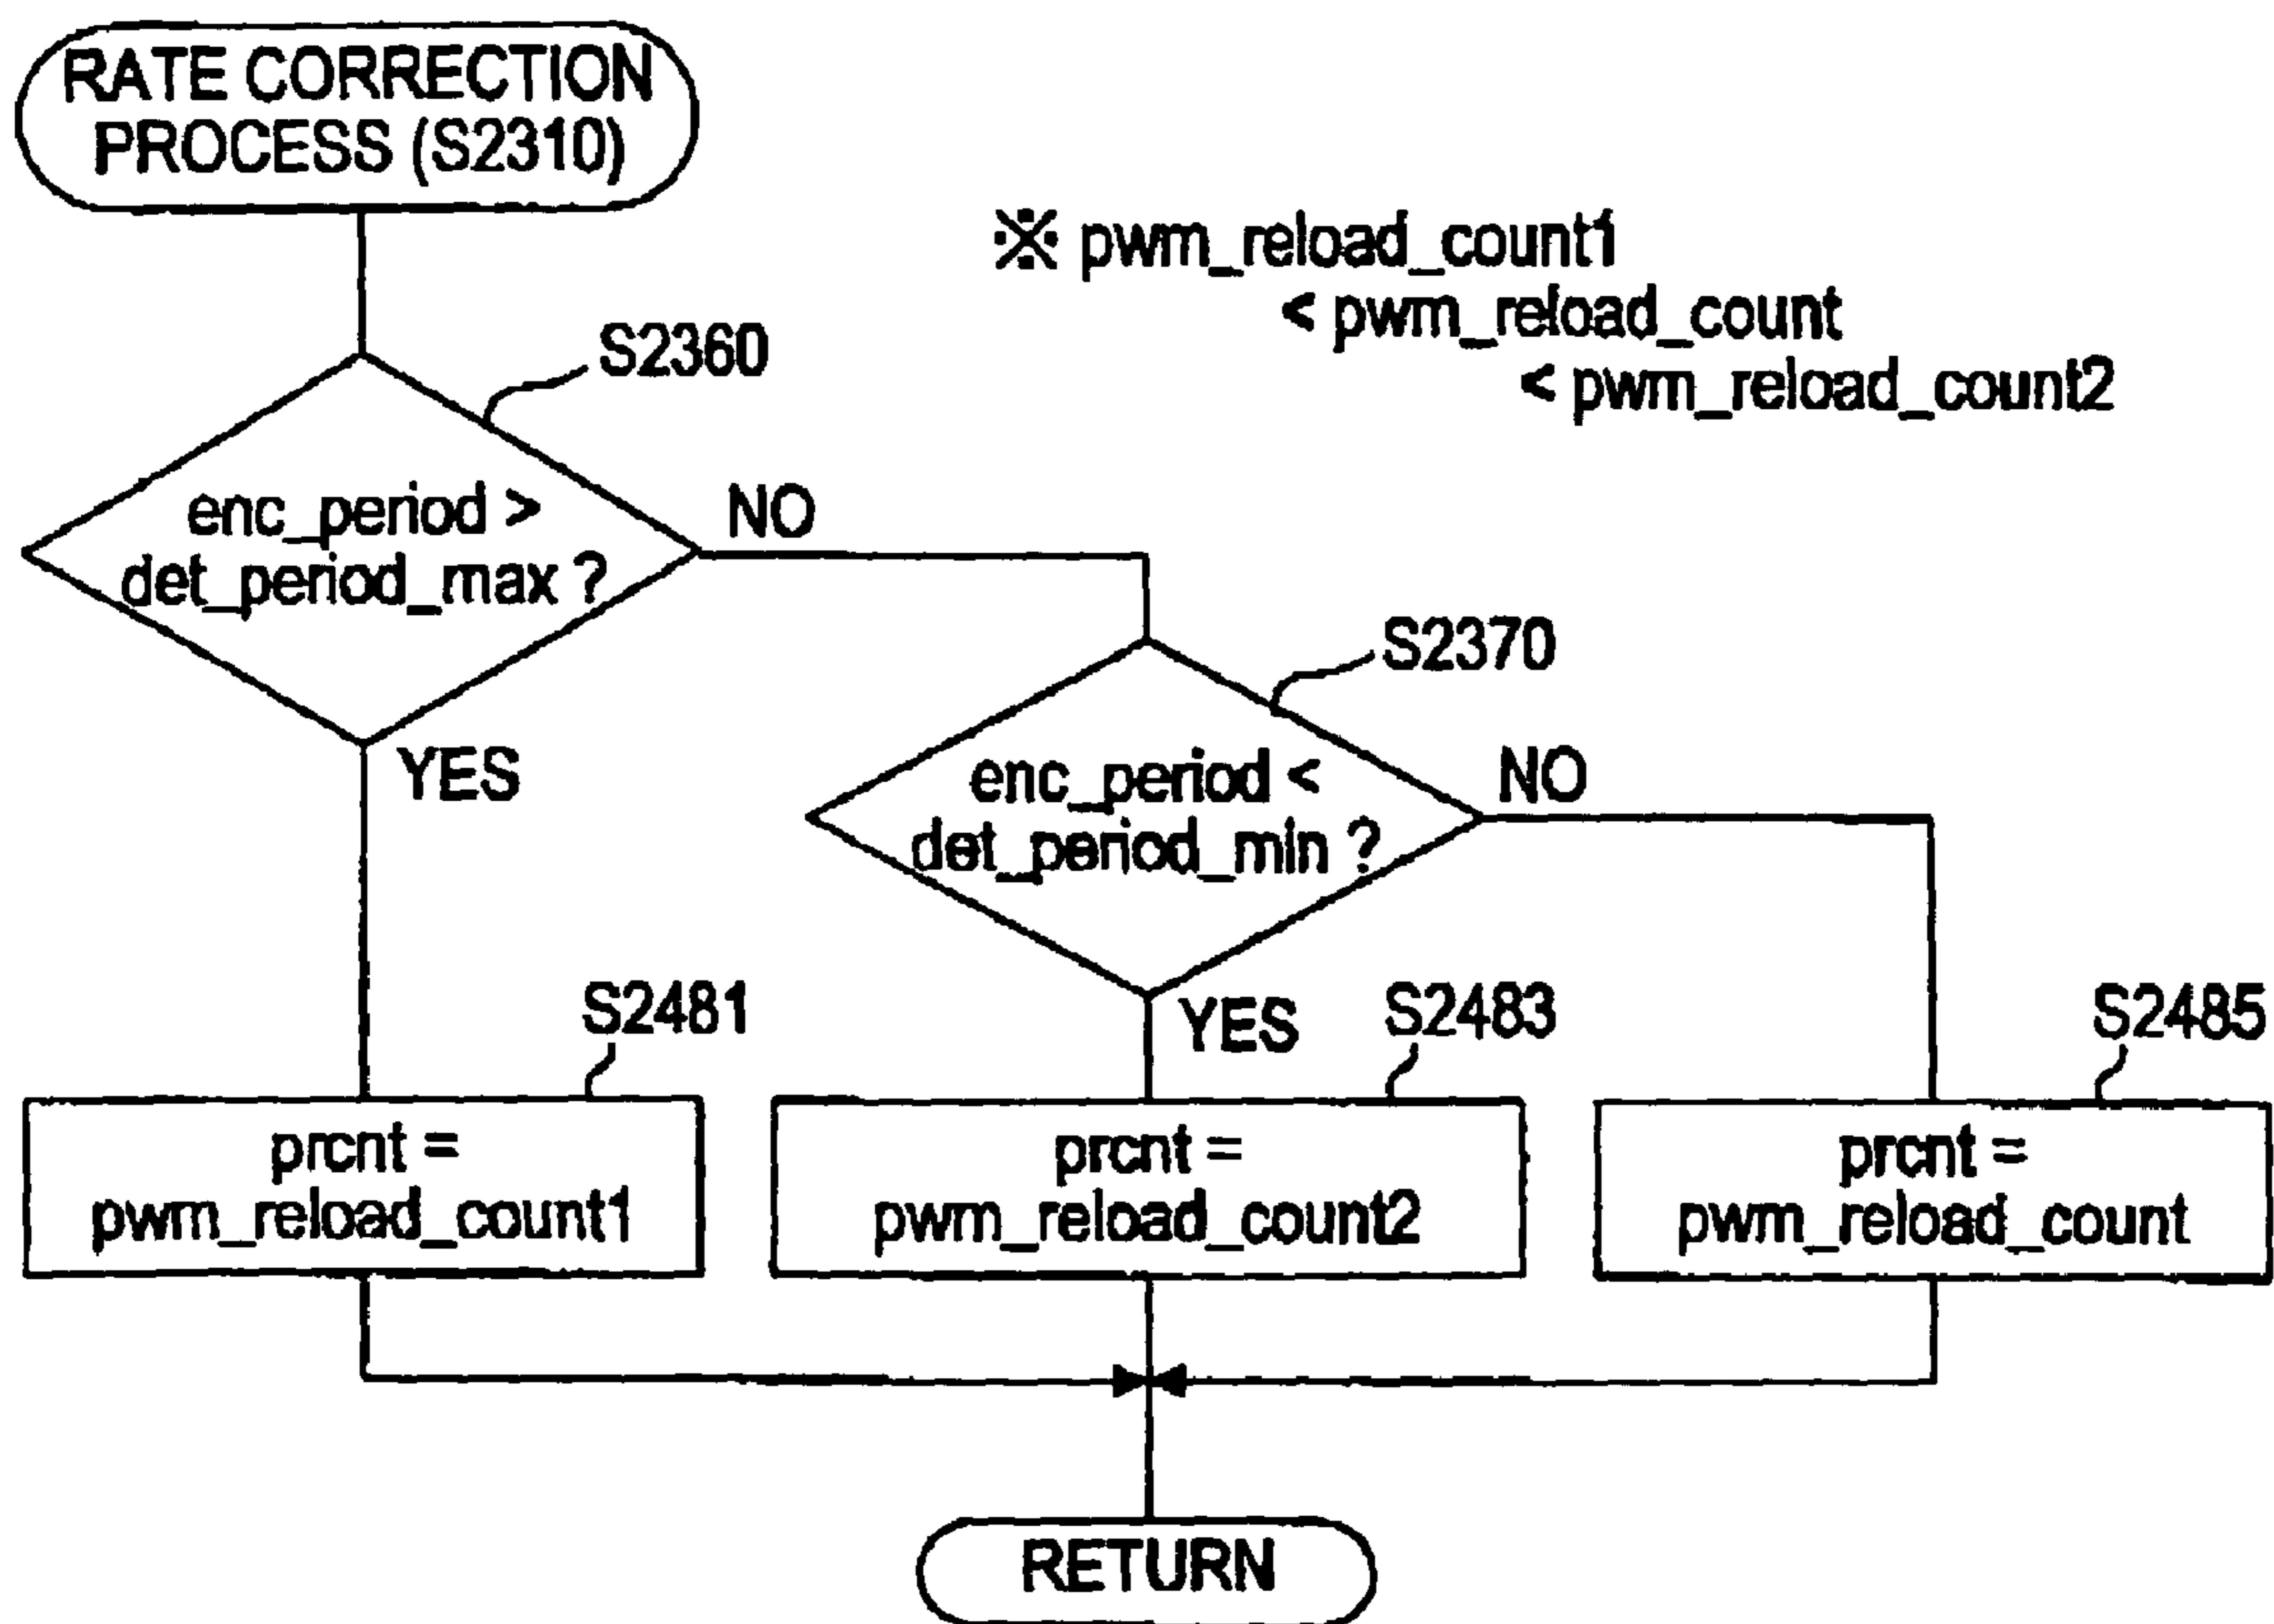 RATE CORRECTION
PROCESS (S2310)
※ pwm_reload_count1
< pwm_reload_count
< pwm_reload_count2
S2360
enc_period >
det_period_max ?
NO
YES
S2370
enc_period <
det_period_min ?
NO
YES
S2481
prcnt =
pwm_reload_count1
S2483
prcnt =
pwm_reload_count2
S2485
prcnt =
pwm_reload_count
RETURN